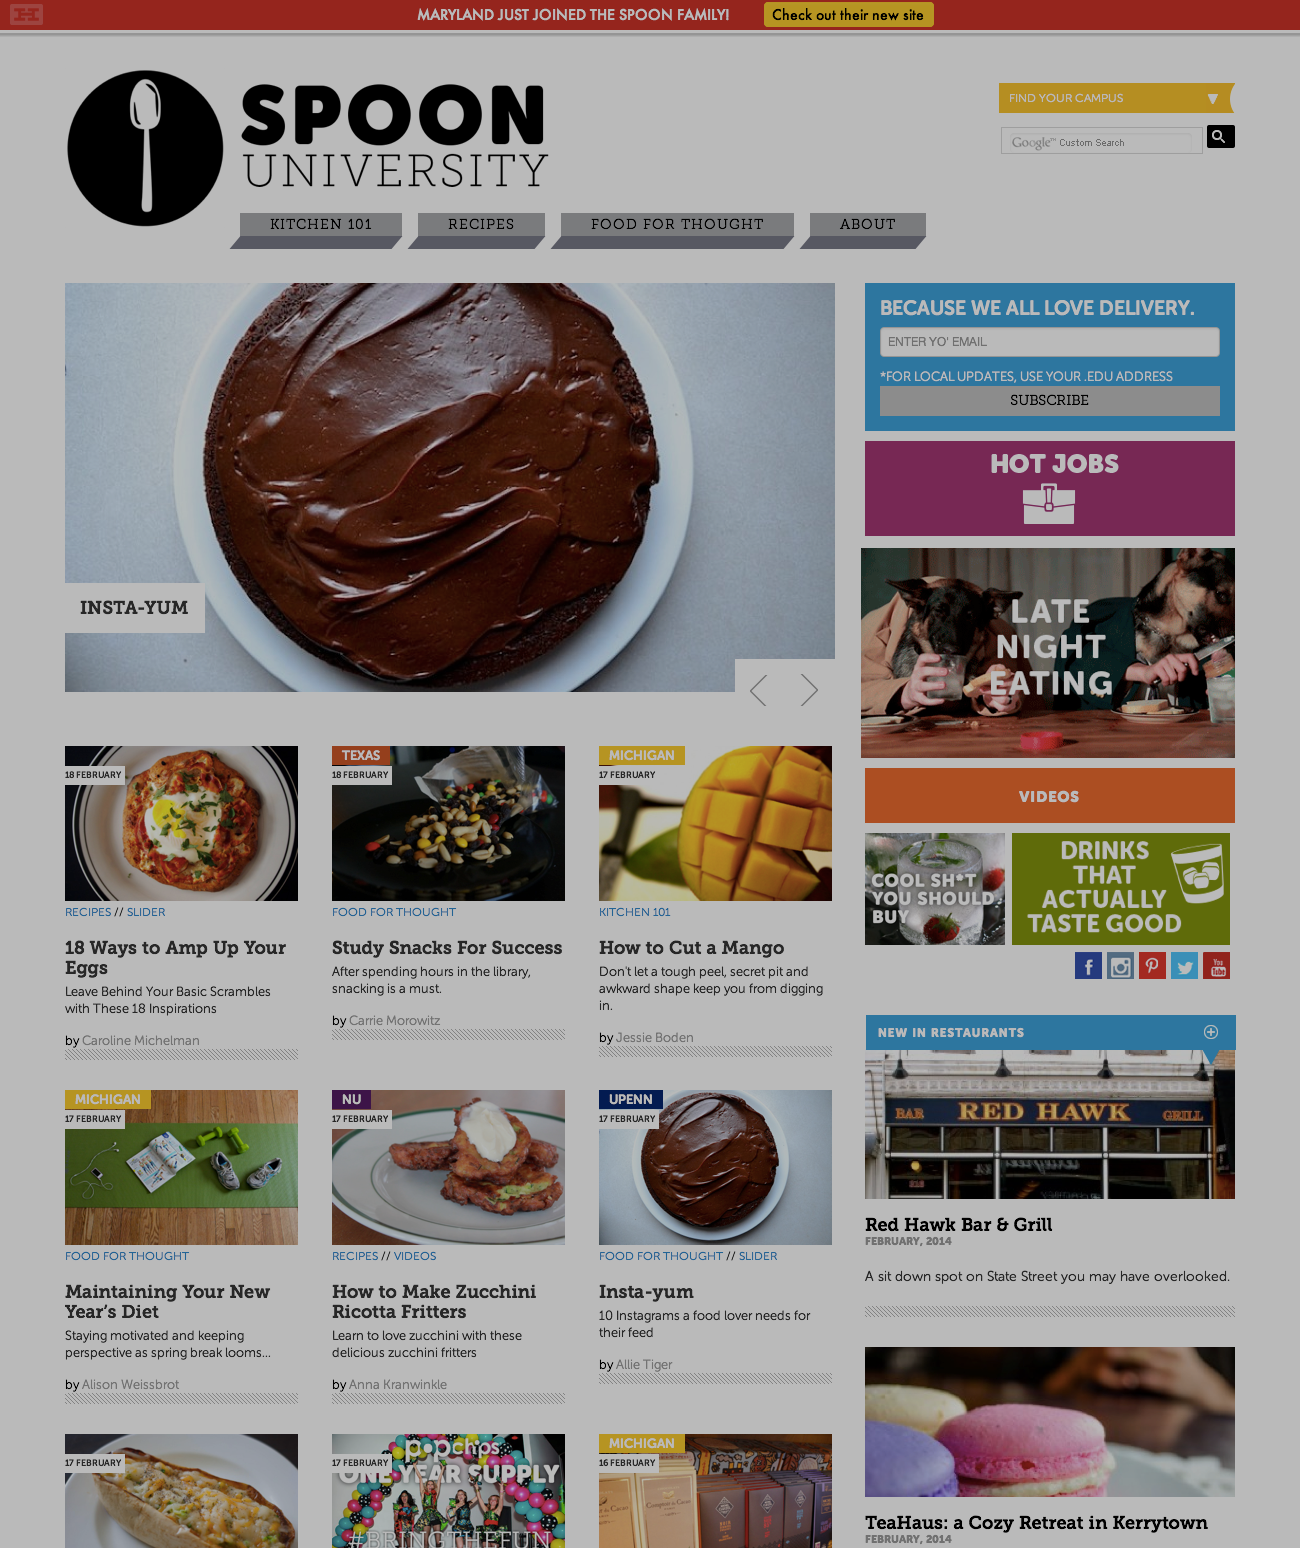 MARYLAND JUST JOINED THE SPOON FAMILY!
Check out their new site
SPOON
UNIVERSITY
FIND YOUR CAMPUS
Google™ Custom Search
KITCHEN 101
RECIPES
FOOD FOR THOUGHT
ABOUT
INSTA-YUM
BECAUSE WE ALL LOVE DELIVERY.
ENTER YO' EMAIL
*FOR LOCAL UPDATES, USE YOUR .EDU ADDRESS
SUBSCRIBE
HOT JOBS
LATE
NIGHT
EATING
VIDEOS
COOL SH*T
YOU SHOULD
BUY
DRINKS
THAT
ACTUALLY
TASTE GOOD
You
Tube
18 FEBRUARY
RECIPES // SLIDER
18 Ways to Amp Up Your
Eggs
Leave Behind Your Basic Scrambles
with These 18 Inspirations
by Caroline Michelman
TEXAS
18 FEBRUARY
FOOD FOR THOUGHT
Study Snacks For Success
After spending hours in the library,
snacking is a must.
by Carrie Morowitz
MICHIGAN
17 FEBRUARY
KITCHEN 101
How to Cut a Mango
Don't let a tough peel, secret pit and
awkward shape keep you from digging
in.
by Jessie Boden
MICHIGAN
17 FEBRUARY
FOOD FOR THOUGHT
Maintaining Your New
Year's Diet
Staying motivated and keeping
perspective as spring break looms...
by Alison Weissbrot
NU
17 FEBRUARY
RECIPES // VIDEOS
How to Make Zucchini
Ricotta Fritters
Learn to love zucchini with these
delicious zucchini fritters
by Anna Kranwinkle
UPENN
17 FEBRUARY
FOOD FOR THOUGHT // SLIDER
Insta-yum
10 Instagrams a food lover needs for
their feed
by Allie Tiger
17 FEBRUARY
17 FEBRUARY
popchips
ONE YEAR SUPPLY
#BRINGTHEFUN
MICHIGAN
16 FEBRUARY
NEW IN RESTAURANTS
BAR
RED HAWK
GRILL
Red Hawk Bar & Grill
FEBRUARY, 2014
A sit down spot on State Street you may have overlooked.
TeaHaus: a Cozy Retreat in Kerrytown
FEBRUARY, 2014